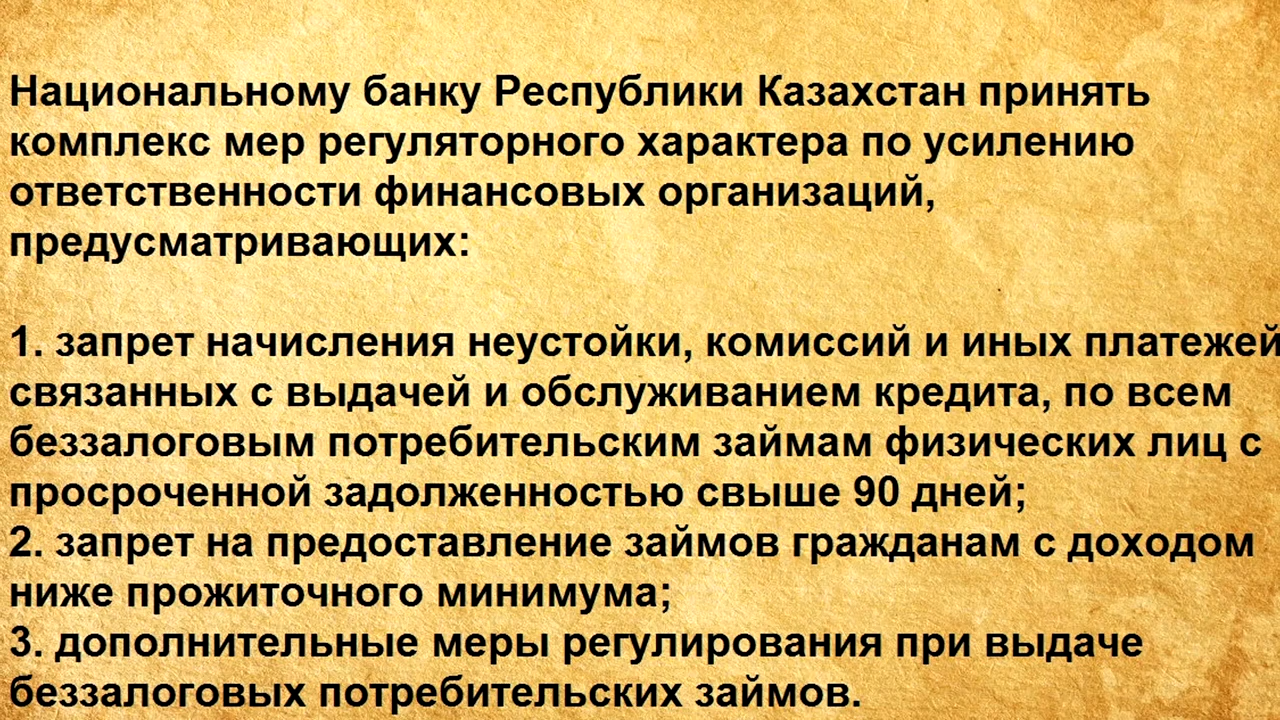 Национальному банку Республики Казахстан принять
комплекс мер регуляторного характера по усилению
ответственности финансовых организаций,
предусматривающих:
1. запрет начисления неустойки, комиссий и иных платежей
связанных с выдачей и обслуживанием кредита, по всем
беззалоговым потребительским займам физических лиц с
просроченной задолженностью свыше 90 дней;
2. запрет на предоставление займов гражданам с доходом
ниже прожиточного минимума;
3. дополнительные меры регулирования при выдаче
беззалоговых потребительских займов.